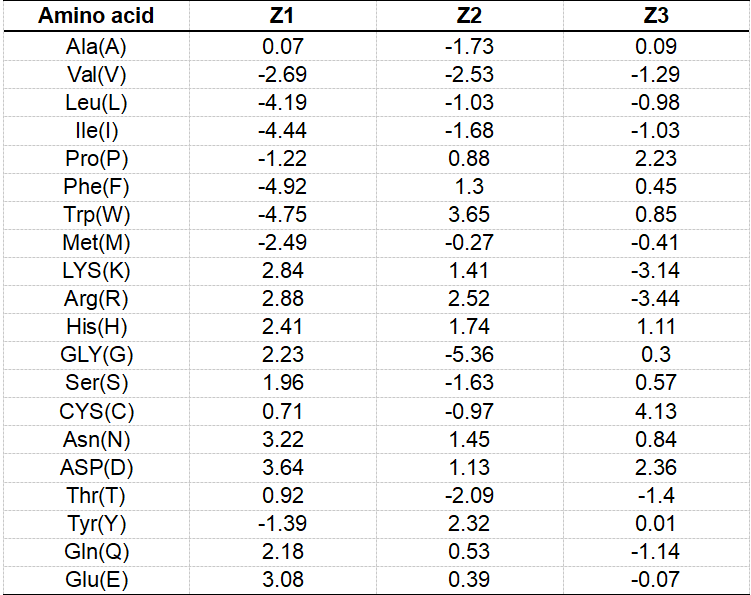 Amino acid Z1 Z2 Z3
Ala(A) 0.07 -1.73 0.09
Val(V) -2.69 -2.53 -1.29
Leu(L) -4.19 -1.03 -0.98
Ile(I) -4.44 -1.68 -1.03
Pro(P) -1.22 0.88 2.23
Phe(F) -4.92 1.3 0.45
Trp(W) -4.75 3.65 0.85
Met(M) -2.49 -0.27 -0.41
LYS(K) 2.84 1.41 -3.14
Arg(R) 2.88 2.52 -3.44
His(H) 2.41 1.74 1.11
GLY(G) 2.23 -5.36 0.3
Ser(S) 1.96 -1.63 0.57
CYS(C) 0.71 -0.97 4.13
Asn(N) 3.22 1.45 0.84
ASP(D) 3.64 1.13 2.36
Thr(T) 0.92 -2.09 -1.4
Tyr(Y) -1.39 2.32 0.01
Gln(Q) 2.18 0.53 -1.14
Glu(E) 3.08 0.39 -0.07